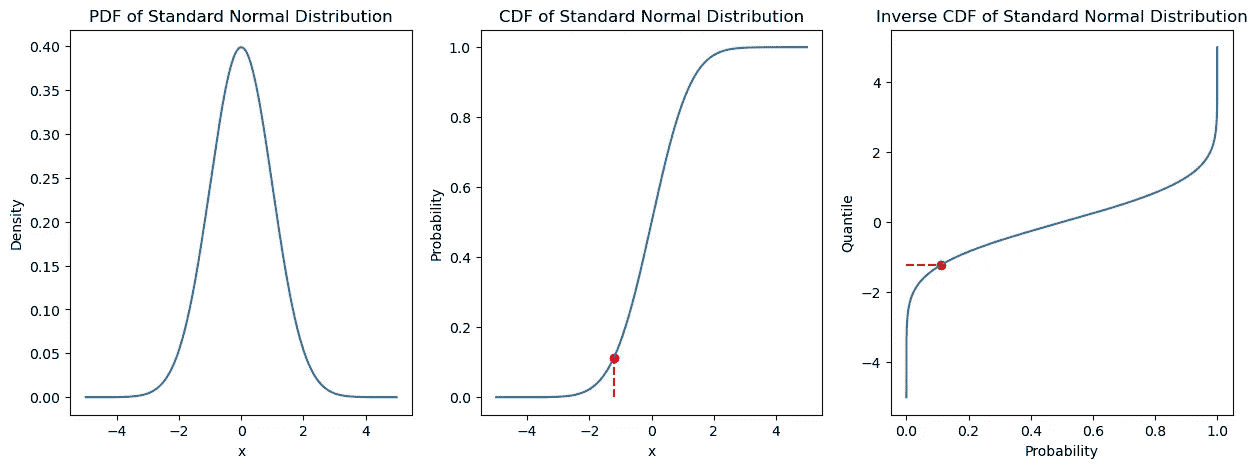 PDF of Standard Normal Distribution
0.40
0.35
0.30
0.25
0.20
0.15
0.10
0.05
0.00
Density
−4 −2 0 2 4
x
CDF of Standard Normal Distribution
1.0
0.8
0.6
0.4
0.2
0.0
Probability
−4 −2 0 2 4
x
Inverse CDF of Standard Normal Distribution
4
2
0
−2
−4
Quantile
0.0 0.2 0.4 0.6 0.8 1.0
Probability